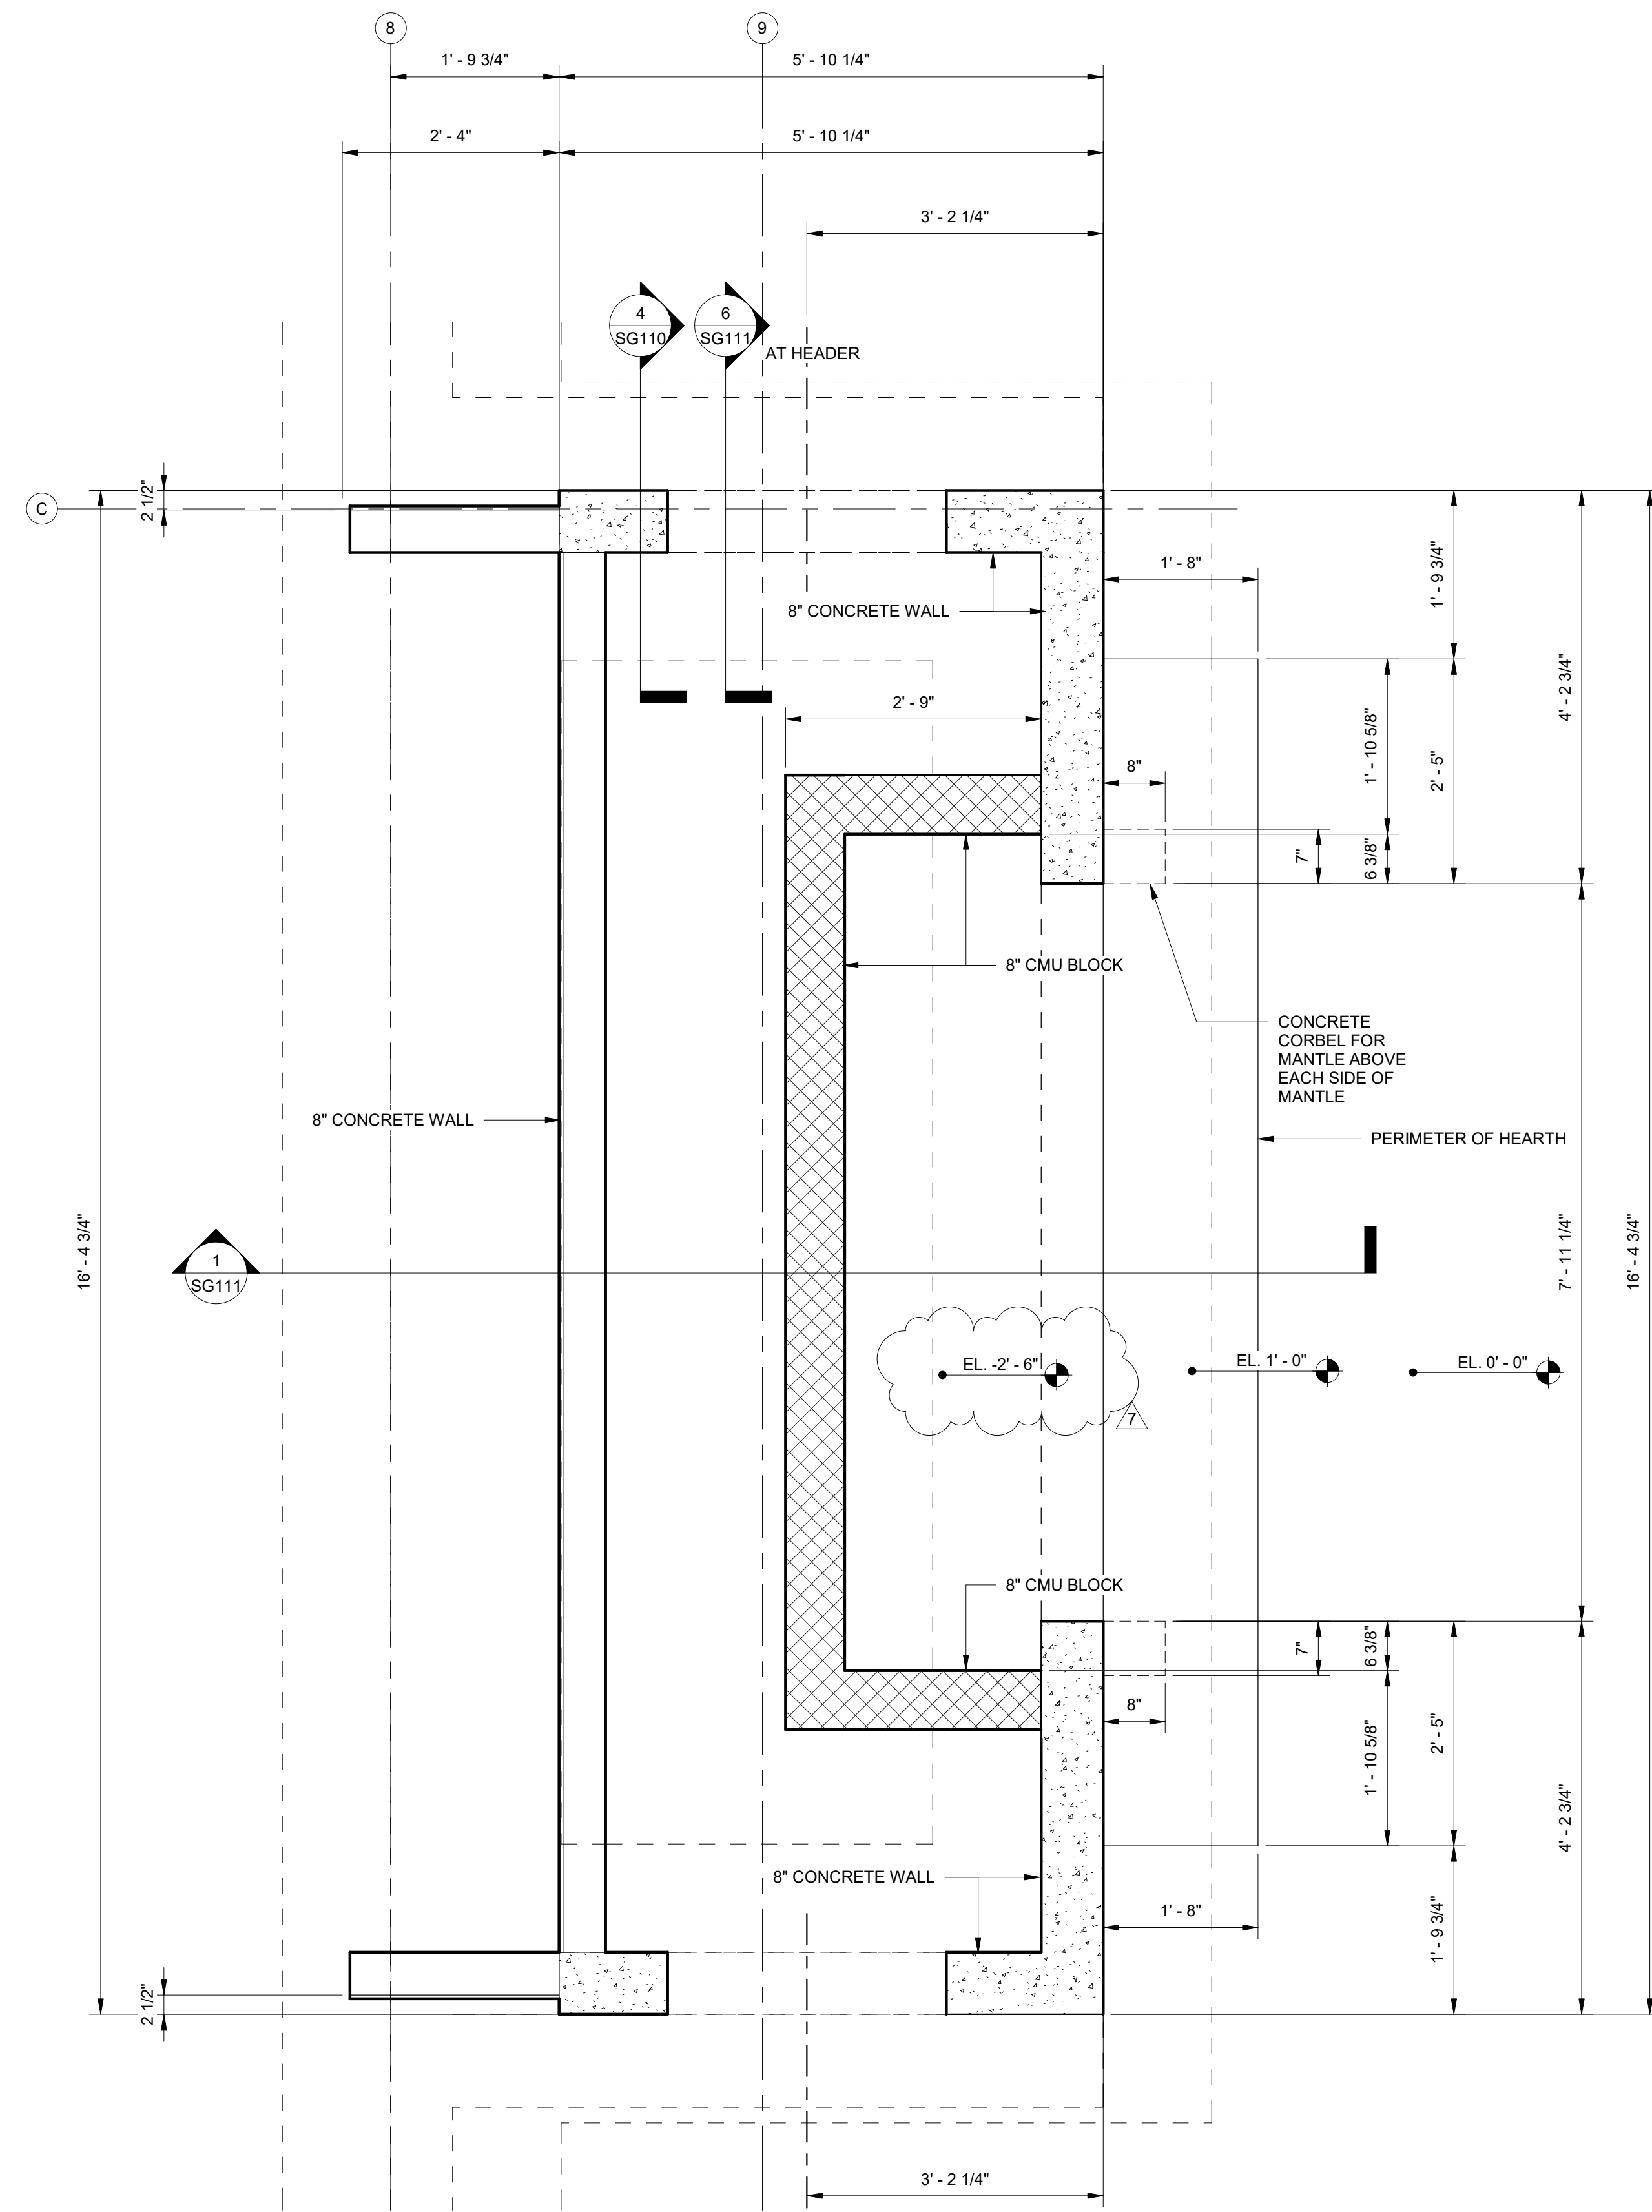 8
9
1' - 9 3/4"
5' - 10 1/4"
2' - 4"
5' - 10 1/4"
3' - 2 1/4"
4
SG110
6
SG111
AT HEADER
2 1/2"
C
1' - 9 3/4"
1' - 8"
8" CONCRETE WALL
4' - 2 3/4"
2' - 9"
1' - 10 5/8"
2' - 5"
8"
7"
6 3/8"
8" CMU BLOCK
CONCRETE
CORBEL FOR
MANTLE ABOVE
EACH SIDE OF
MANTLE
8" CONCRETE WALL
PERIMETER OF HEARTH
16' - 4 3/4"
1
SG111
7' - 11 1/4"
16' - 4 3/4"
EL. -2' - 6"
EL. 1' - 0"
EL. 0' - 0"
7
8" CMU BLOCK
7"
6 3/8"
8"
2' - 5"
1' - 10 5/8"
4' - 2 3/4"
8" CONCRETE WALL
1' - 8"
1' - 9 3/4"
2 1/2"
3' - 2 1/4"